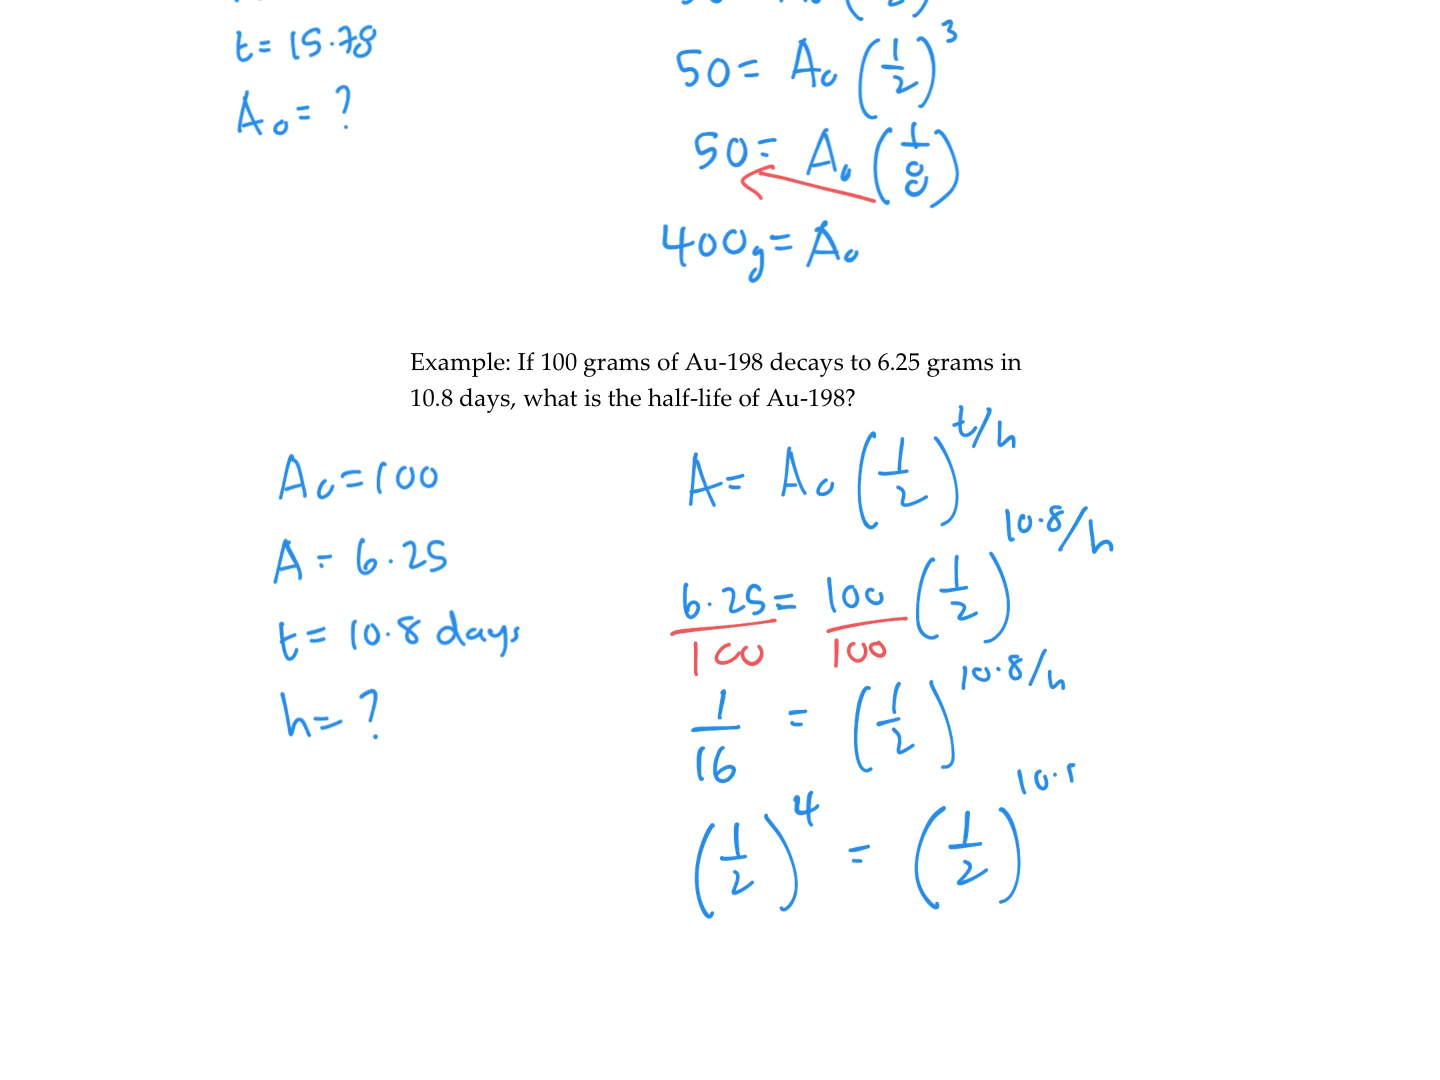 t= 15.78
A₀= ?
50= A₀ (1/2)³
50= A₀ (1/8)
400g= A₀
Example: If 100 grams of Au-198 decays to 6.25 grams in
10.8 days, what is the half-life of Au-198?
A₀=100
A= 6.25
t= 10.8 days
h= ?
A= A₀ (1/2)^t/h
6.25/100 = 100/100 (1/2)^10.8/h
1/16 = (1/2)^10.8/h
(1/2)⁴ = (1/2)^10.